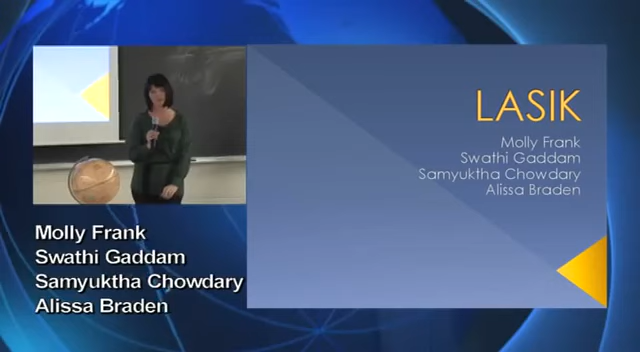 Molly Frank
Swathi Gaddam
Samyuktha Chowdary
Alissa Braden
LASIK
Molly Frank
Swathi Gaddam
Samyuktha Chowdary
Alissa Braden